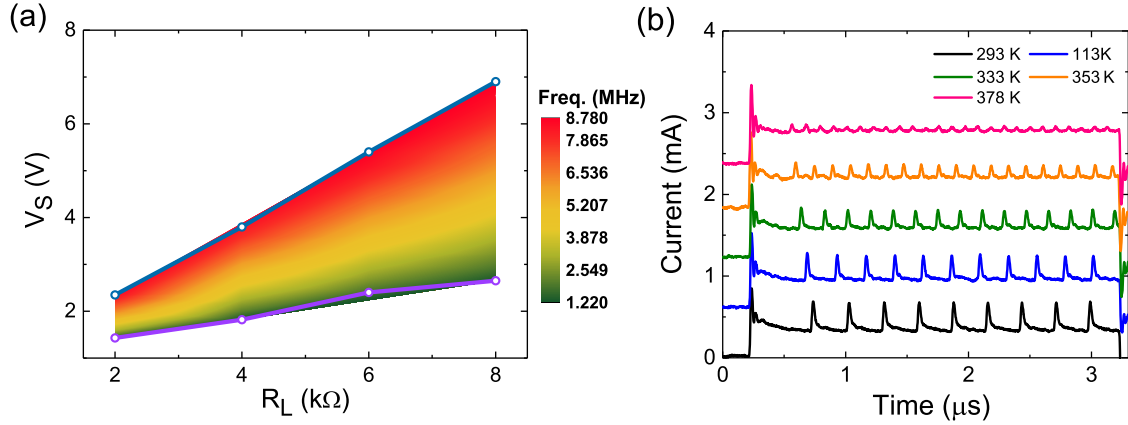 (a)
8
6
4
2
V_S (V)
2
4
6
8
R_L (kΩ)
Freq. (MHz)
8.780
7.865
6.536
5.207
3.878
2.549
1.220
(b)
4
3
2
1
0
Current (mA)
293 K
113K
333 K
353 K
378 K
0
1
2
3
Time (μs)